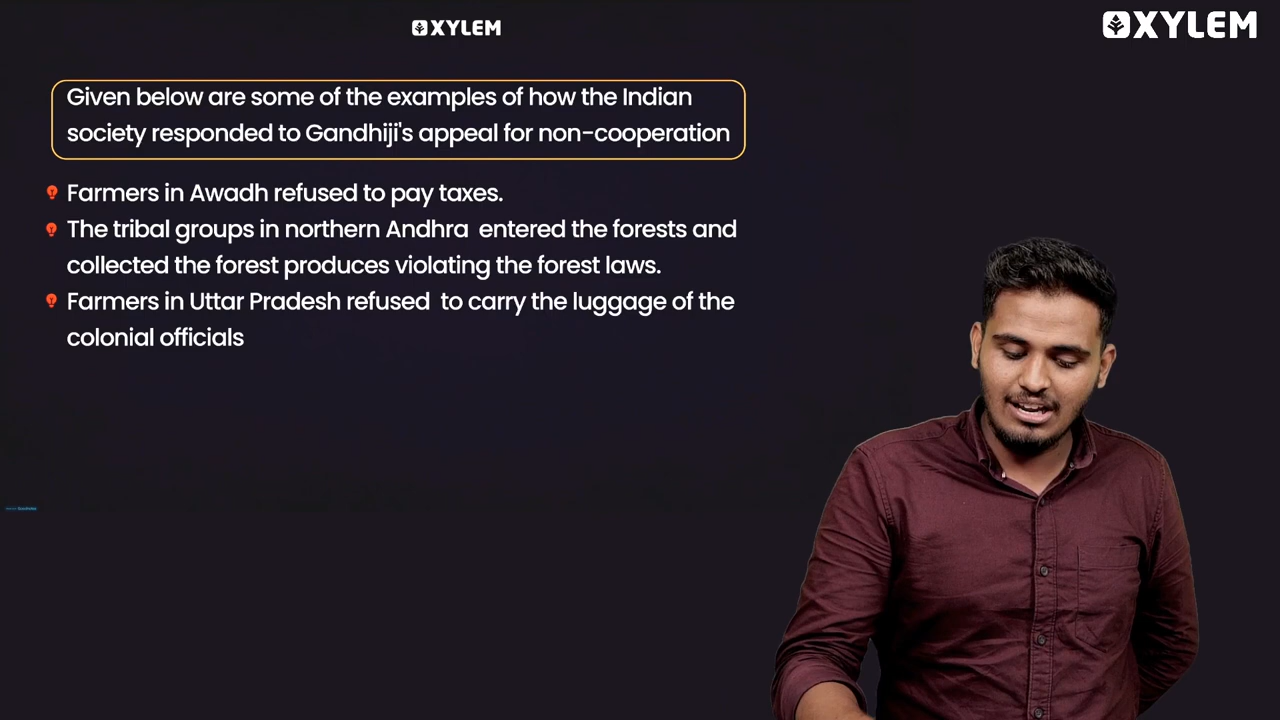 XYLEM
XYLEM
Given below are some of the examples of how the Indian
society responded to Gandhiji's appeal for non-cooperation
Farmers in Awadh refused to pay taxes.
The tribal groups in northern Andhra entered the forests and
collected the forest produces violating the forest laws.
Farmers in Uttar Pradesh refused to carry the luggage of the
colonial officials